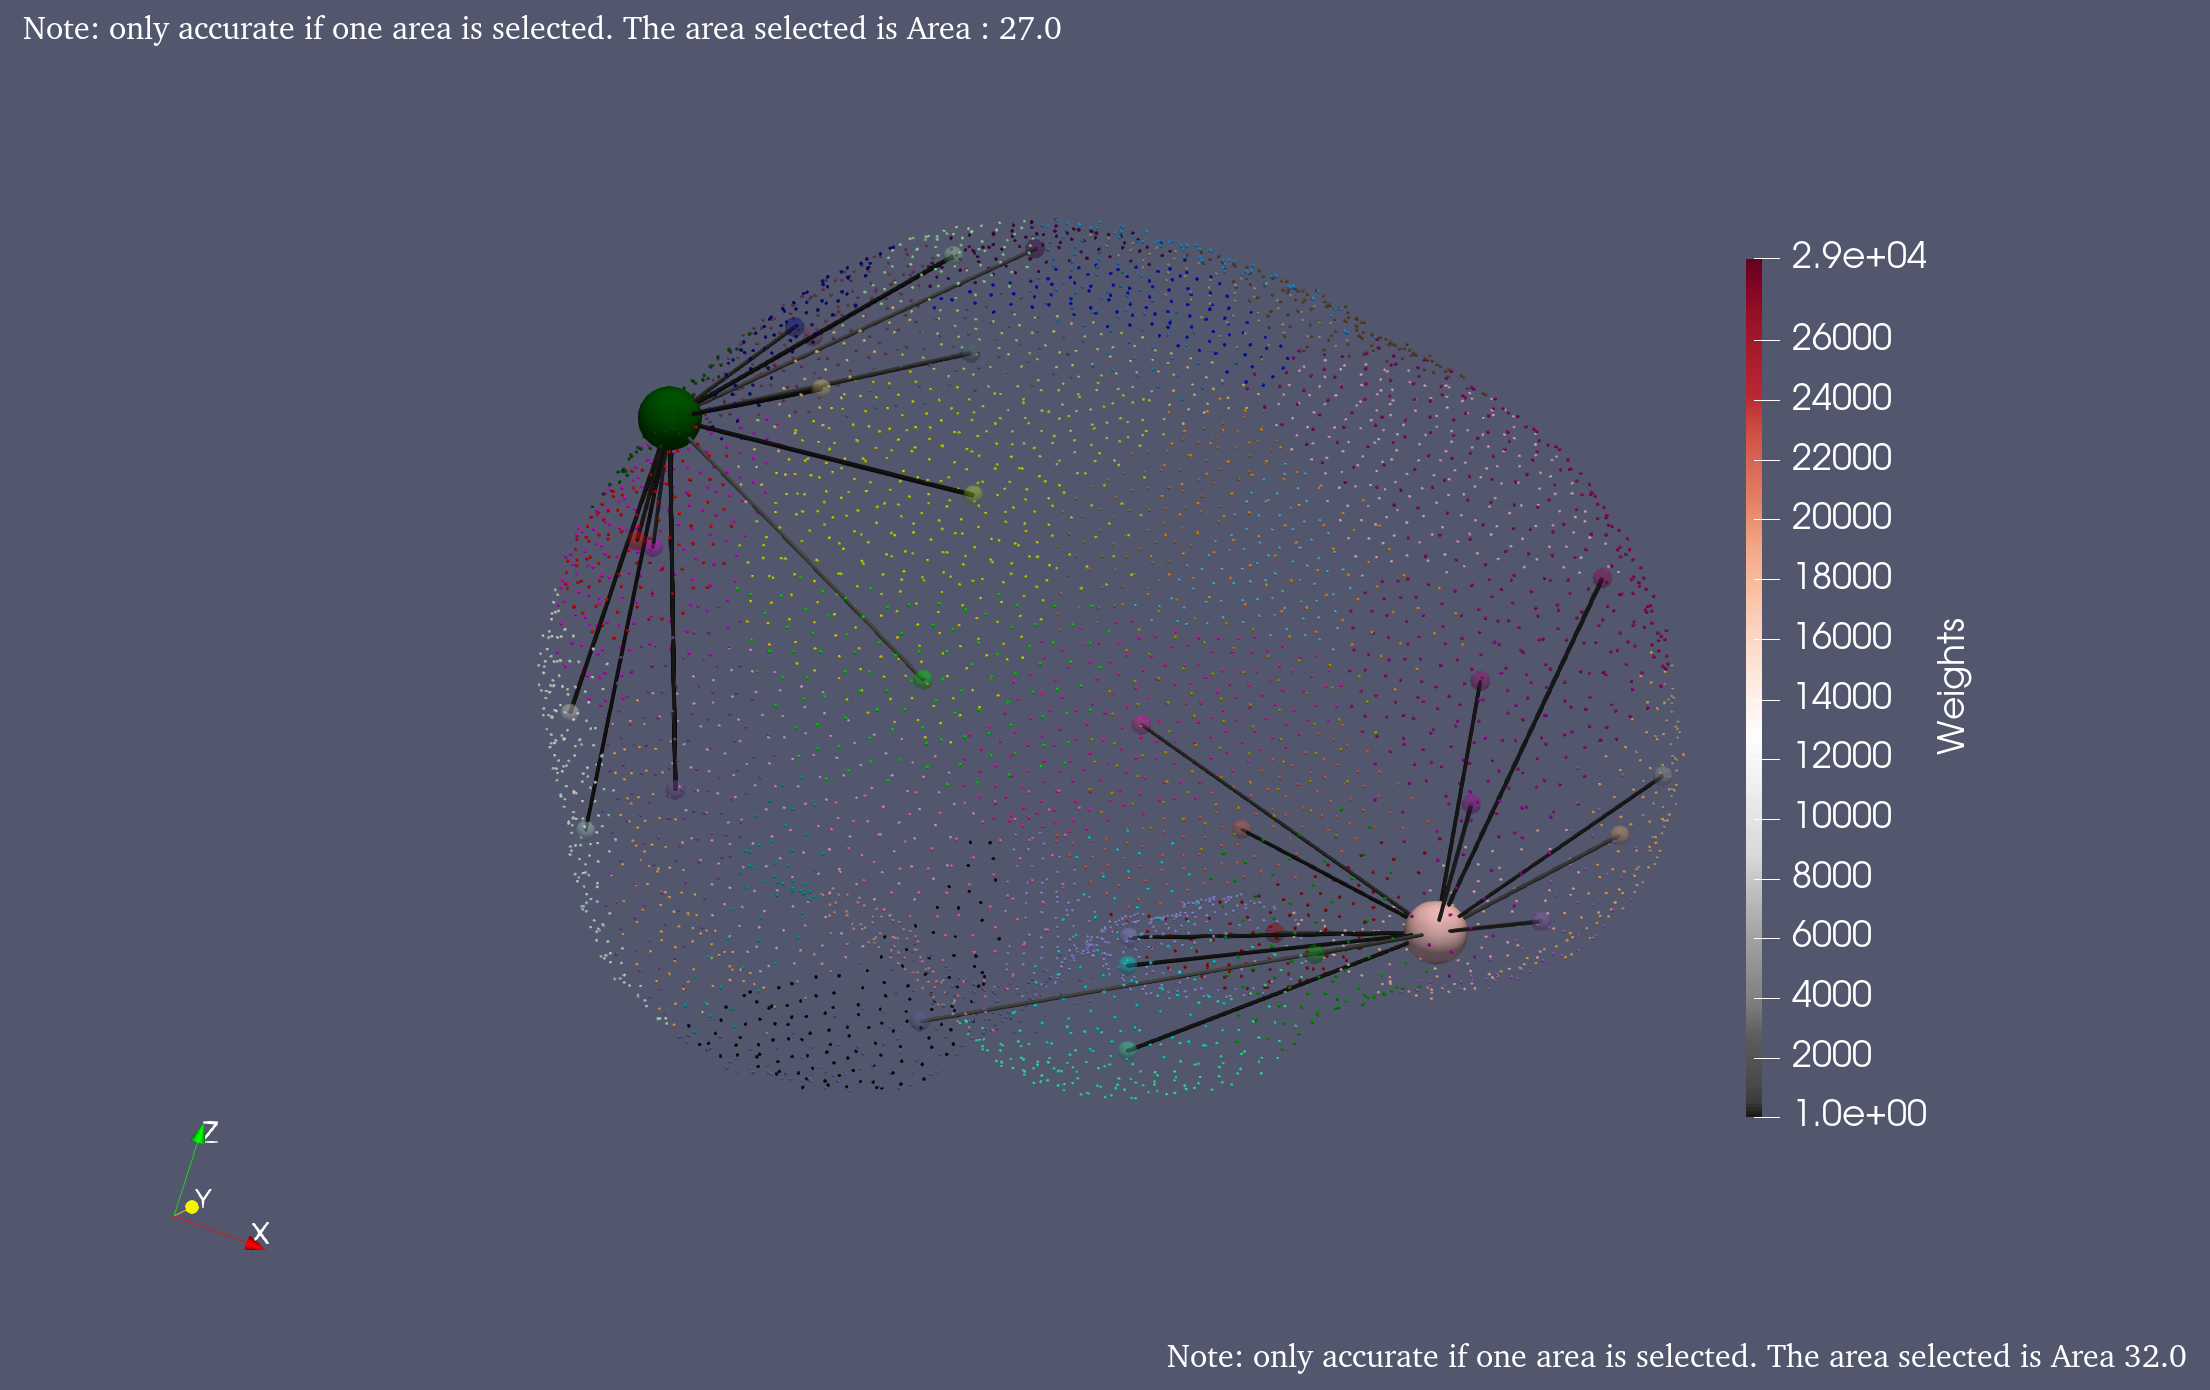 Note: only accurate if one area is selected. The area selected is Area : 27.0
2.9e+04
26000
24000
22000
20000
18000
16000
14000
12000
10000
8000
6000
4000
2000
1.0e+00
Weights
Z
Y
X
Note: only accurate if one area is selected. The area selected is Area 32.0